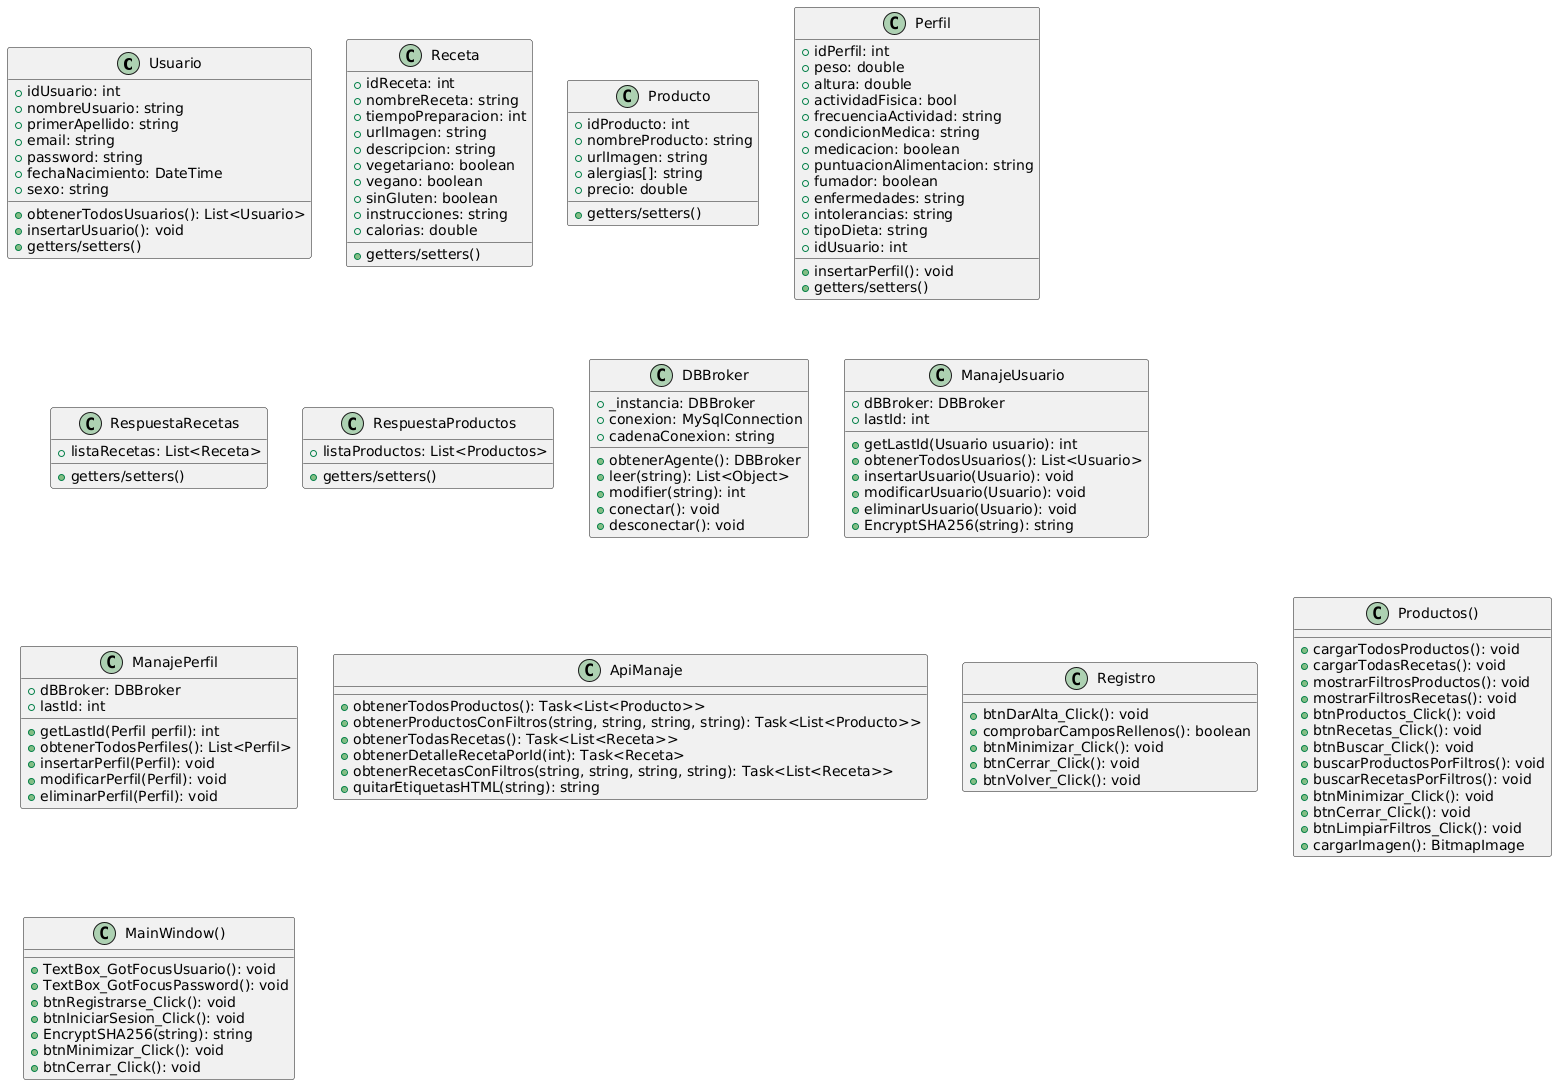 C Usuario
idUsuario: int
nombreUsuario: string
primerApellido: string
email: string
password: string
fechaNacimiento: DateTime
sexo: string
obtenerTodosUsuarios(): List<Usuario>
insertarUsuario(): void
getters/setters()
C Receta
idReceta: int
nombreReceta: string
tiempoPreparacion: int
urlImagen: string
descripcion: string
vegetariano: boolean
vegano: boolean
sinGluten: boolean
instrucciones: string
calorias: double
getters/setters()
C Producto
idProducto: int
nombreProducto: string
urlImagen: string
alergias[]: string
precio: double
getters/setters()
C Perfil
idPerfil: int
peso: double
altura: double
actividadFisica: bool
frecuenciaActividad: string
condicionMedica: string
medicacion: boolean
puntuacionAlimentacion: string
fumador: boolean
enfermedades: string
intolerancias: string
tipoDieta: string
idUsuario: int
insertarPerfil(): void
getters/setters()
C RespuestaRecetas
listaRecetas: List<Receta>
getters/setters()
C RespuestaProductos
listaProductos: List<Productos>
getters/setters()
C DBBroker
_instancia: DBBroker
conexion: MySqlConnection
cadenaConexion: string
obtenerAgente(): DBBroker
leer(string): List<Object>
modifier(string): int
conectar(): void
desconectar(): void
C ManajeUsuario
dBBroker: DBBroker
lastId: int
getLastId(Usuario usuario): int
obtenerTodosUsuarios(): List<Usuario>
insertarUsuario(Usuario): void
modificarUsuario(Usuario): void
eliminarUsuario(Usuario): void
EncryptSHA256(string): string
C ManajePerfil
dBBroker: DBBroker
lastId: int
getLastId(Perfil perfil): int
obtenerTodosPerfiles(): List<Perfil>
insertarPerfil(Perfil): void
modificarPerfil(Perfil): void
eliminarPerfil(Perfil): void
C ApiManaje
obtenerTodosProductos(): Task<List<Producto>>
obtenerProductosConFiltros(string, string, string, string): Task<List<Producto>>
obtenerTodasRecetas(): Task<List<Receta>>
obtenerDetalleRecetaPorId(int): Task<Receta>
obtenerRecetasConFiltros(string, string, string, string): Task<List<Receta>>
quitarEtiquetasHTML(string): string
C Registro
btnDarAlta_Click(): void
comprobarCamposRellenos(): boolean
btnMinimizar_Click(): void
btnCerrar_Click(): void
btnVolver_Click(): void
C Productos()
cargarTodosProductos(): void
cargarTodasRecetas(): void
mostrarFiltrosProductos(): void
mostrarFiltrosRecetas(): void
btnProductos_Click(): void
btnRecetas_Click(): void
btnBuscar_Click(): void
buscarProductosPorFiltros(): void
buscarRecetasPorFiltros(): void
btnMinimizar_Click(): void
btnCerrar_Click(): void
btnLimpiarFiltros_Click(): void
cargarImagen(): BitmapImage
C MainWindow()
TextBox_GotFocusUsuario(): void
TextBox_GotFocusPassword(): void
btnRegistrarse_Click(): void
btnIniciarSesion_Click(): void
EncryptSHA256(string): string
btnMinimizar_Click(): void
btnCerrar_Click(): void